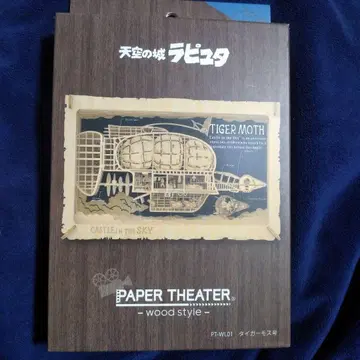 天空の城ラピュタ
TIGER MOTH
CASTLE IN THE SKY
PAPER THEATER®
- wood style -
PT-WL01 タイガーモス号